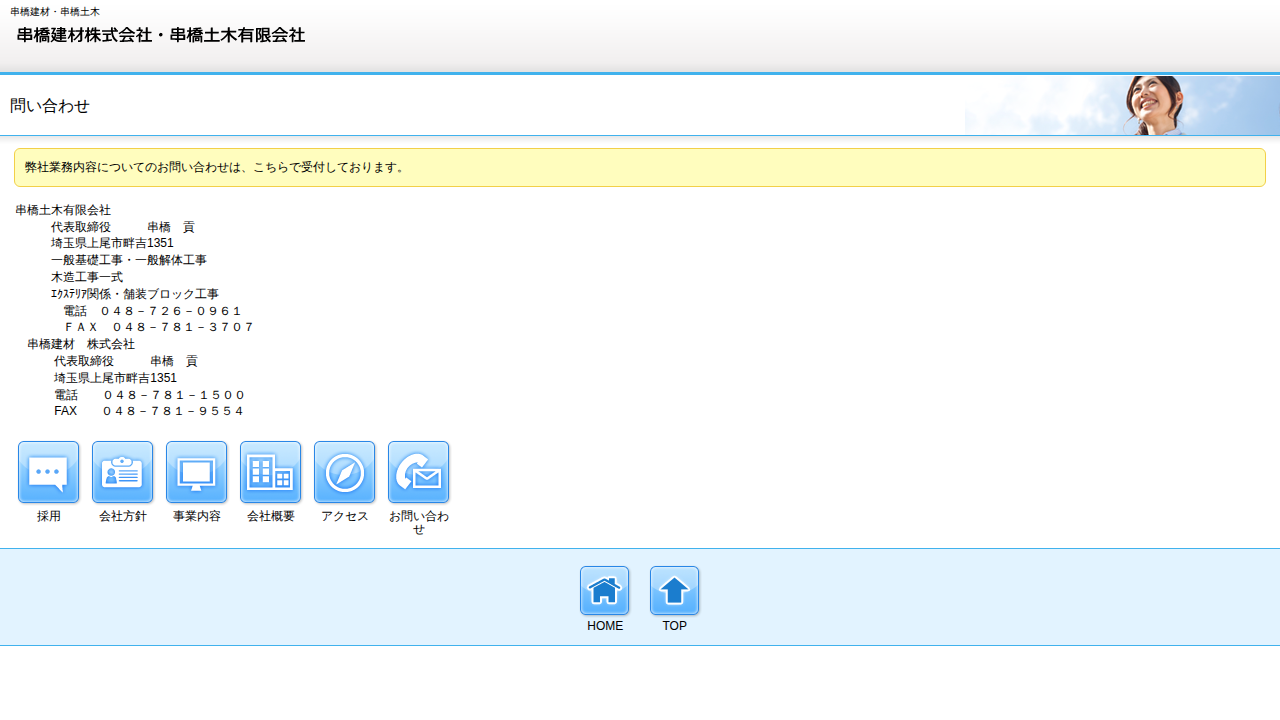 串橋建材・串橋土木
串橋建材株式会社・串橋土木有限会社
問い合わせ
弊社業務内容についてのお問い合わせは、こちらで受付しております。
串橋土木有限会社
代表取締役　　　串橋　貢
埼玉県上尾市畔吉1351
一般基礎工事・一般解体工事
木造工事一式
ｴｸｽﾃﾘｱ関係・舗装ブロック工事
電話　０４８－７２６－０９６１
ＦＡＸ　０４８－７８１－３７０７
串橋建材　株式会社
代表取締役　　　串橋　貢
埼玉県上尾市畔吉1351
電話　　０４８－７８１－１５００
FAX　　０４８－７８１－９５５４
採用
会社方針
事業内容
会社概要
アクセス
お問い合わ
せ
HOME
TOP